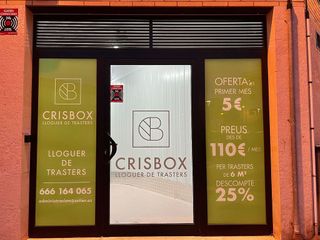 CRISBOX
LLOGUER DE TRASTERS
LLOGUER
DE
TRASTERS
666 164 065
CRISBOX
LLOGUER DE TRASTERS
OFERTA
PRIMER MES
5€
PREUS
DES DE
110€ / MES
PER TRASTERS
DE 6 M²
DESCOMPTE
25%